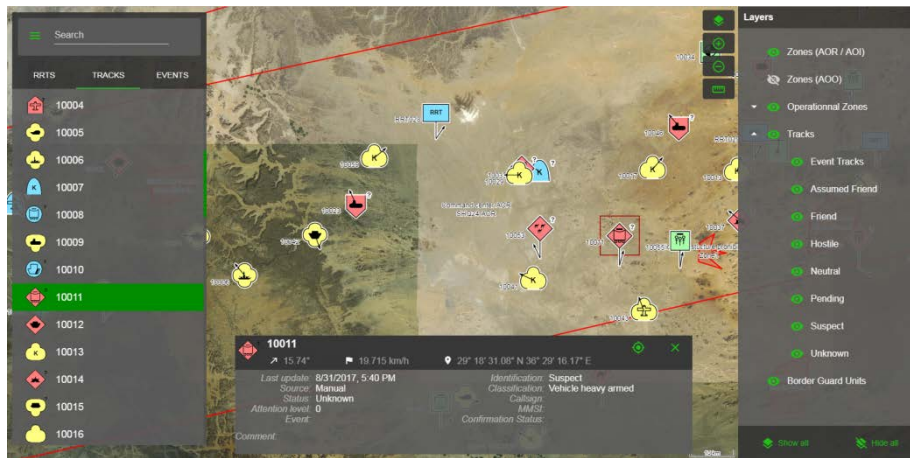 Search
RRTS TRACKS EVENTS
10004
10005
10006
10007
10008
10009
10010
10011
10012
10013
10014
10015
10016
RRT
K
K
K
K
K
10053
10011
10011
15.74°
19.715 km/h
29° 18' 31.08" N 36° 29' 16.17" E
Last update: 8/31/2017, 5:40 PM
Source: Manual
Status: Unknown
Attention level: 0
Event:
Comment:
Identification: Suspect
Classification: Vehicle heavy armed
Callsign:
MMSI:
Confirmation Status:
Layers
Zones (AOR / AOI)
Zones (AOO)
Operationnal Zones
Tracks
Event Tracks
Assumed Friend
Friend
Hostile
Neutral
Pending
Suspect
Unknown
Border Guard Units
Show all
Hide all